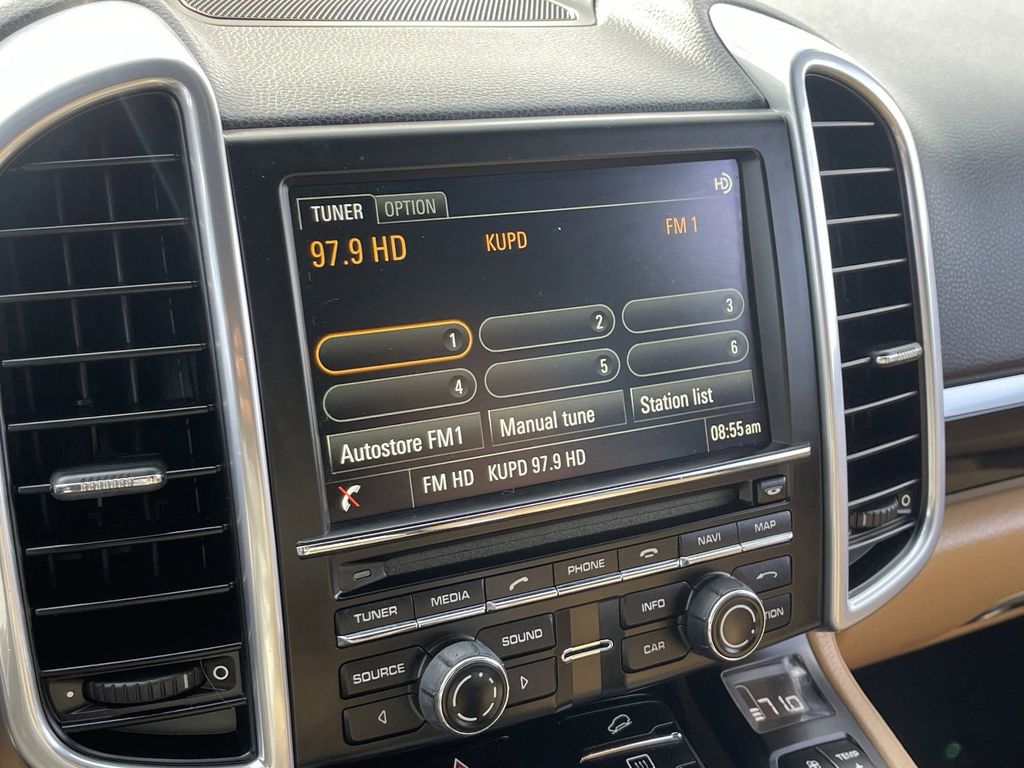 HD
TUNER OPTION
97.9 HD KUPD FM 1
1 2 3
4 5 6
Autostore FM1 Manual tune Station list
FM HD KUPD 97.9 HD 08:55am
TUNER MEDIA PHONE NAVI MAP
SOURCE SOUND INFO CAR
TEMP